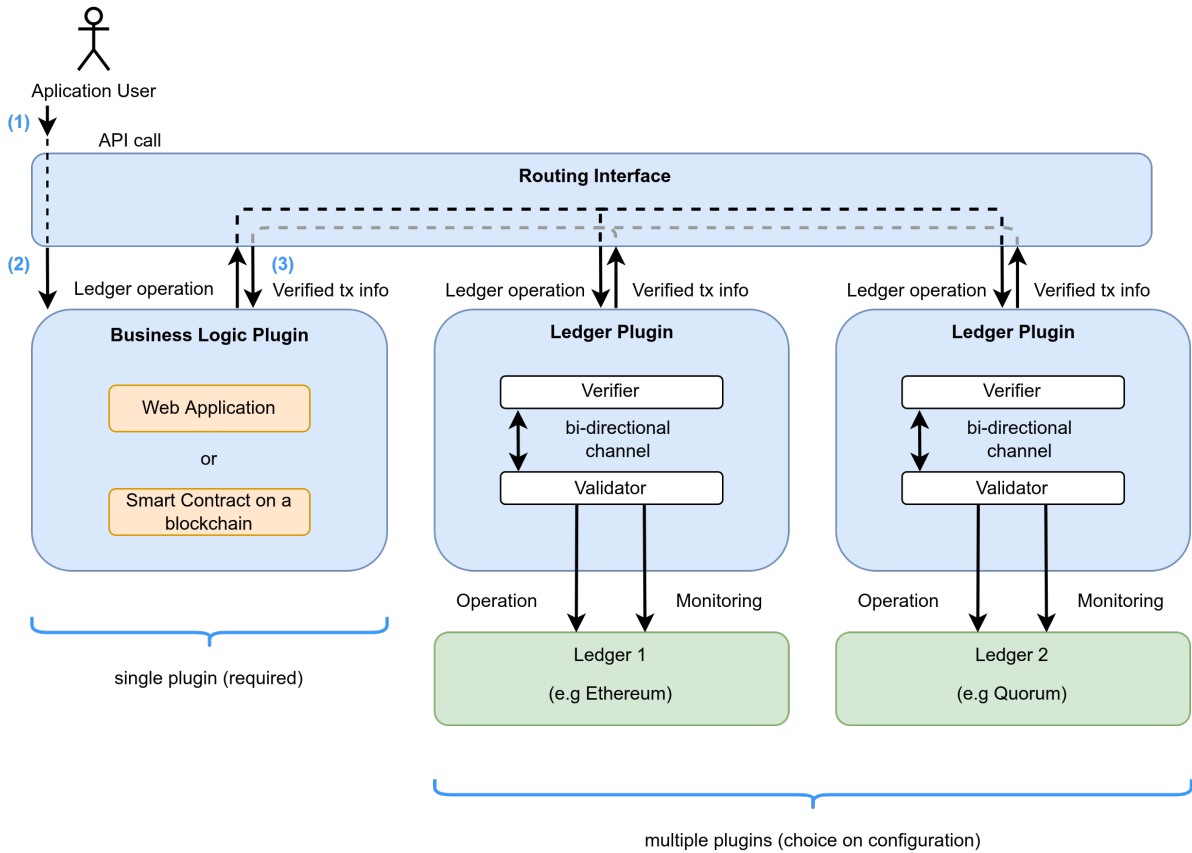 Aplication User
(1)
API call
Routing Interface
(2)
(3)
Ledger operation
Verified tx info
Ledger operation
Verified tx info
Ledger operation
Verified tx info
Business Logic Plugin
Web Application
or
Smart Contract on a
blockchain
Ledger Plugin
Verifier
bi-directional
channel
Validator
Ledger Plugin
Verifier
bi-directional
channel
Validator
Operation
Monitoring
Operation
Monitoring
single plugin (required)
Ledger 1
(e.g Ethereum)
Ledger 2
(e.g Quorum)
multiple plugins (choice on configuration)